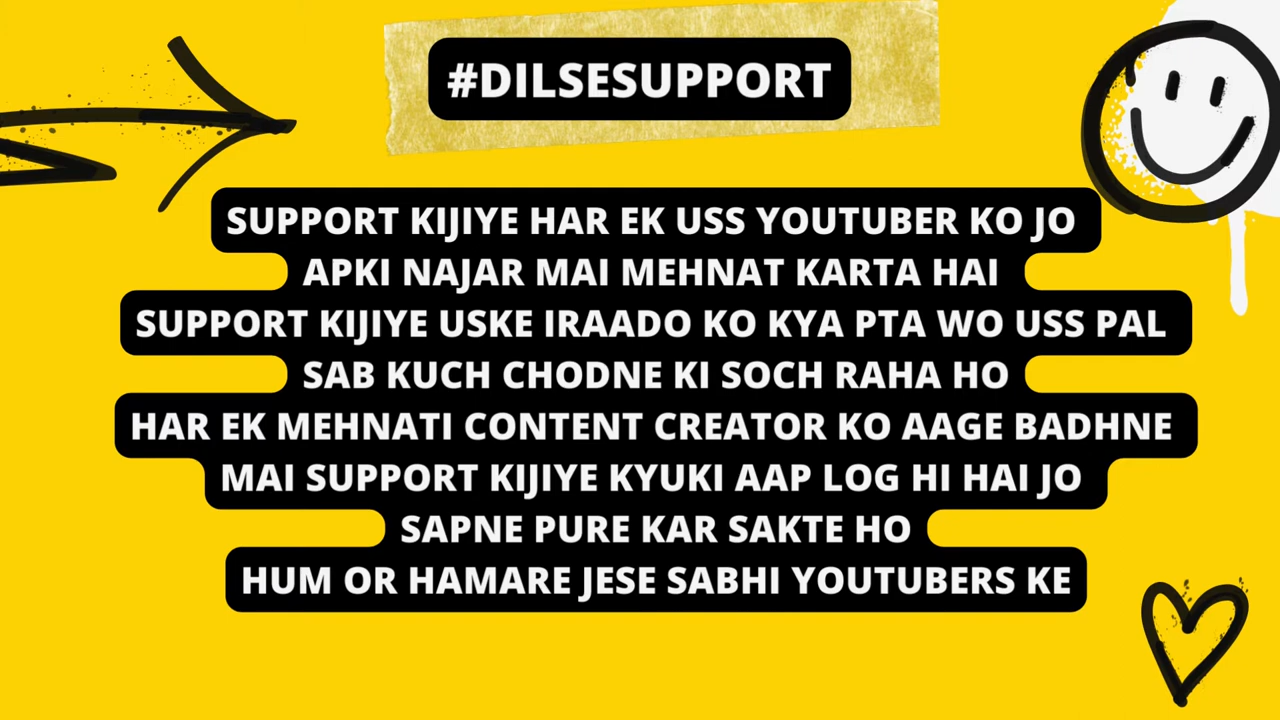 #DILSESUPPORT
SUPPORT KIJIYE HAR EK USS YOUTUBER KO JO
APKI NAJAR MAI MEHNAT KARTA HAI
SUPPORT KIJIYE USKE IRAADO KO KYA PTA WO USS PAL
SAB KUCH CHODNE KI SOCH RAHA HO
HAR EK MEHNATI CONTENT CREATOR KO AAGE BADHNE
MAI SUPPORT KIJIYE KYUKI AAP LOG HI HAI JO
SAPNE PURE KAR SAKTE HO
HUM OR HAMARE JESE SABHI YOUTUBERS KE